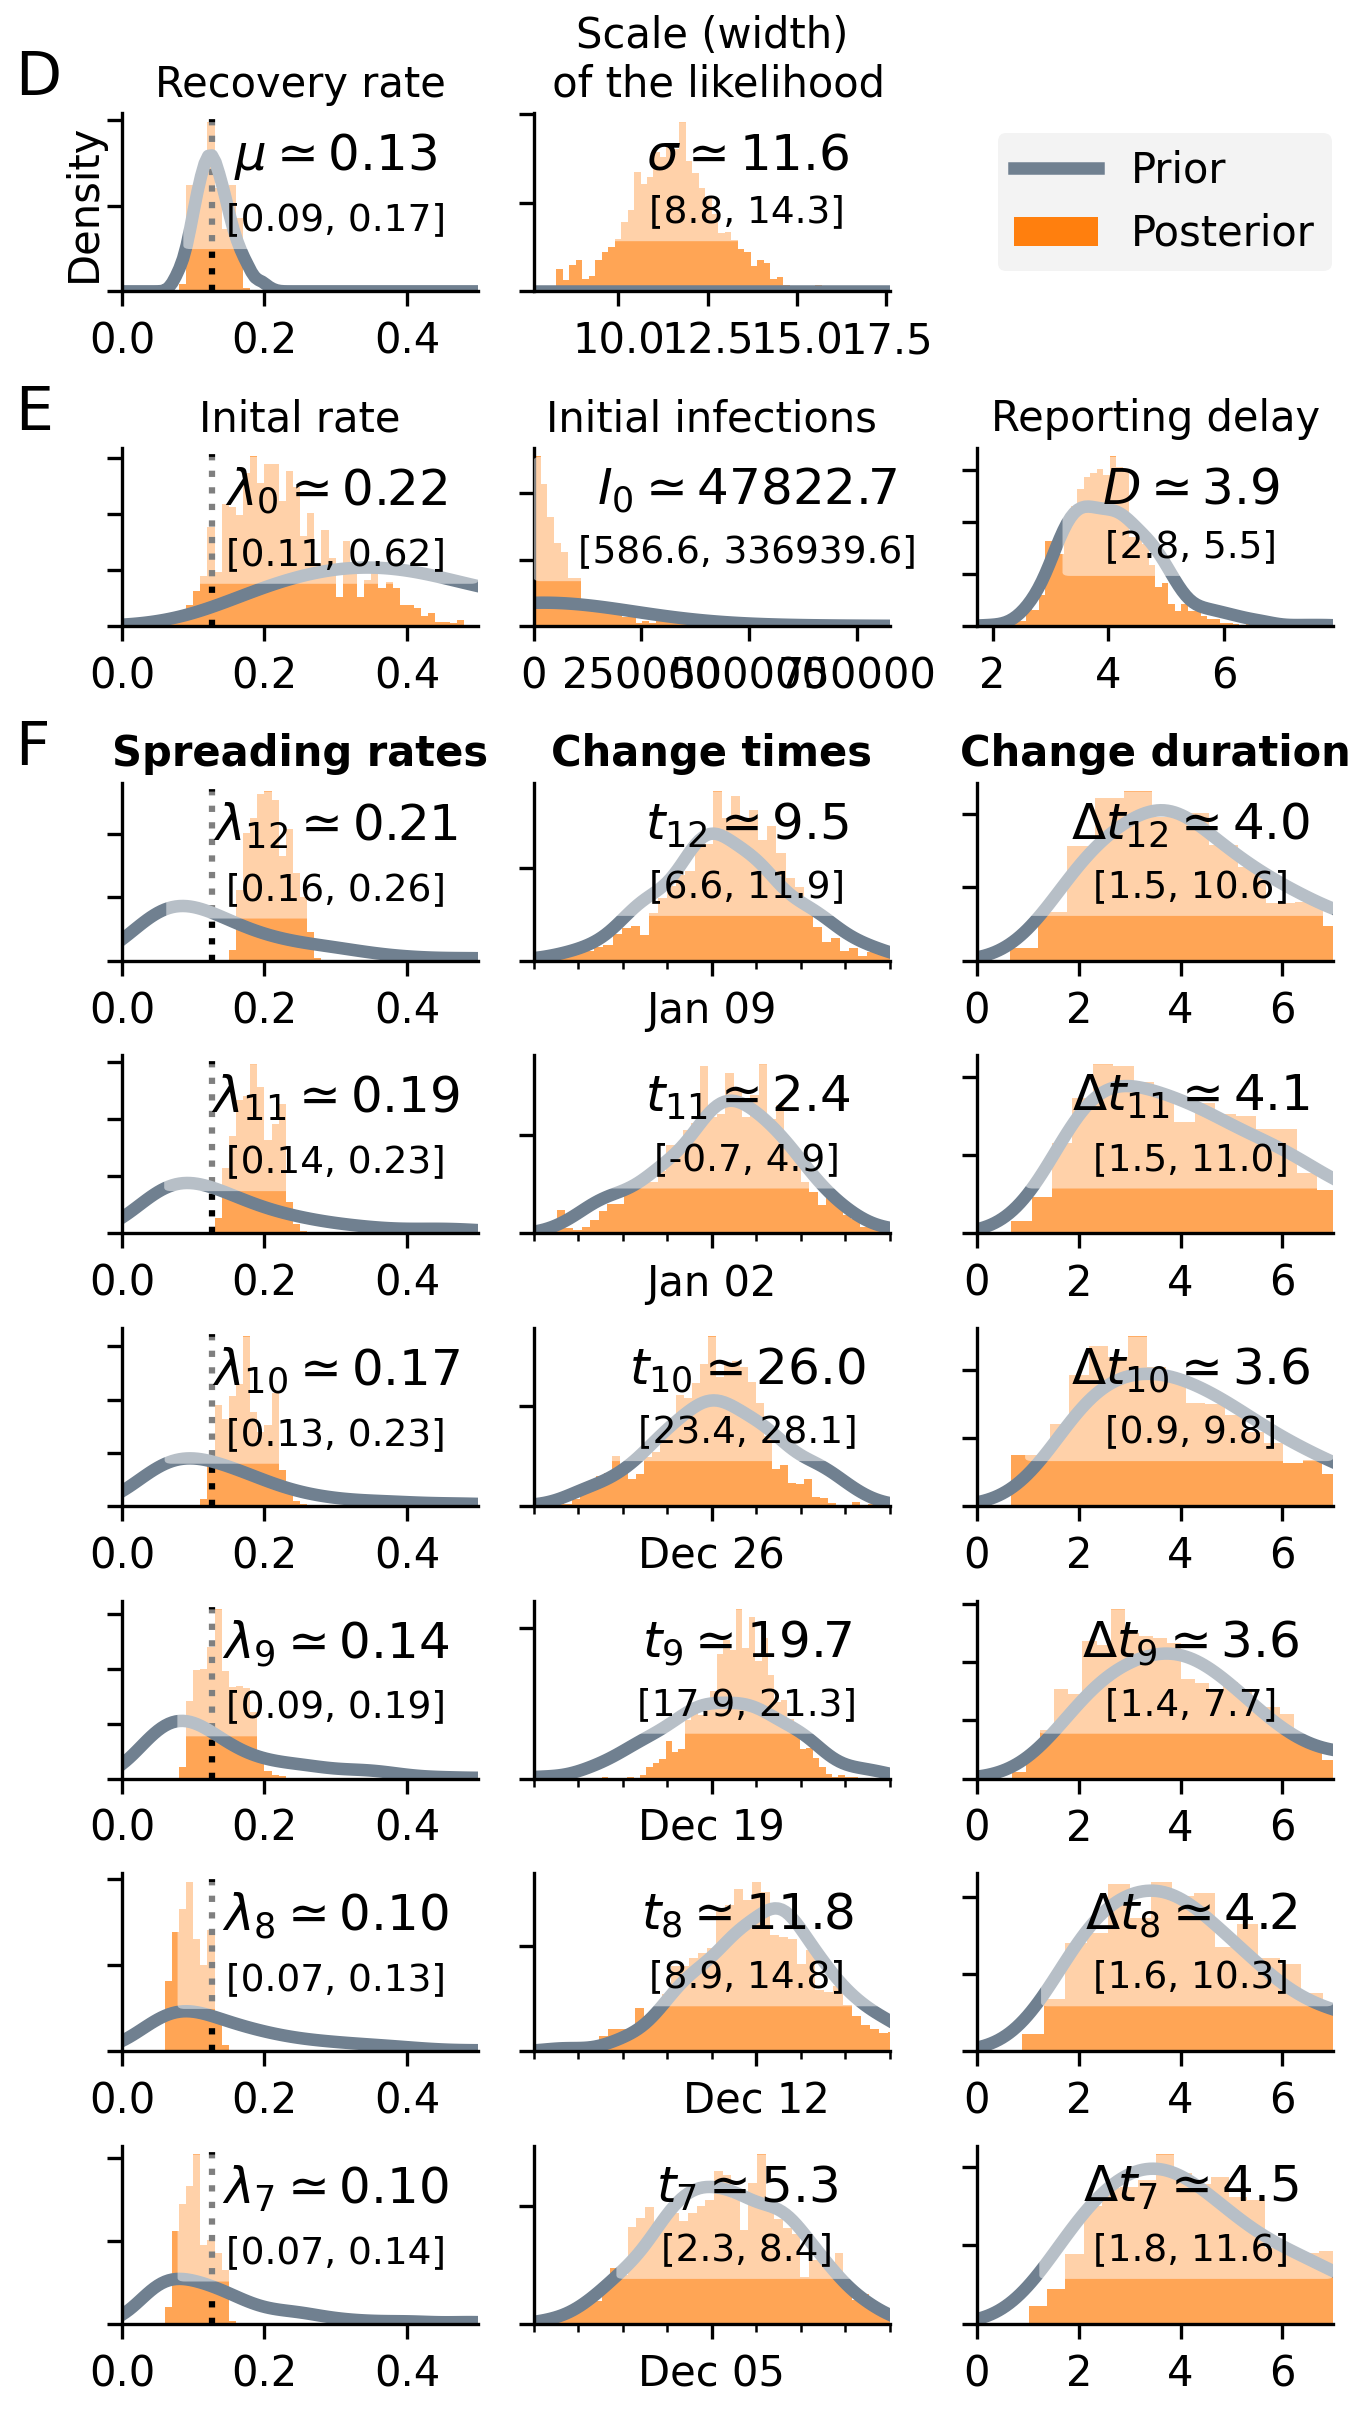 D
Recovery rate
Density
μ ≃ 0.13
[0.09, 0.17]
0.0 0.2 0.4
Scale (width)
of the likelihood
σ ≃ 11.6
[8.8, 14.3]
10.0 12.5 15.0 17.5
Prior
Posterior
E
Inital rate
λ0 ≃ 0.22
[0.11, 0.62]
0.0 0.2 0.4
Initial infections
I0 ≃ 47822.7
[586.6, 336939.6]
0 250000 500000 750000
Reporting delay
D ≃ 3.9
[2.8, 5.5]
2 4 6
F
Spreading rates
Change times
Change duration
λ12 ≃ 0.21
[0.16, 0.26]
0.0 0.2 0.4
t12 ≃ 9.5
[6.6, 11.9]
Jan 09
Δt12 ≃ 4.0
[1.5, 10.6]
0 2 4 6
λ11 ≃ 0.19
[0.14, 0.23]
0.0 0.2 0.4
t11 ≃ 2.4
[-0.7, 4.9]
Jan 02
Δt11 ≃ 4.1
[1.5, 11.0]
0 2 4 6
λ10 ≃ 0.17
[0.13, 0.23]
0.0 0.2 0.4
t10 ≃ 26.0
[23.4, 28.1]
Dec 26
Δt10 ≃ 3.6
[0.9, 9.8]
0 2 4 6
λ9 ≃ 0.14
[0.09, 0.19]
0.0 0.2 0.4
t9 ≃ 19.7
[17.9, 21.3]
Dec 19
Δt9 ≃ 3.6
[1.4, 7.7]
0 2 4 6
λ8 ≃ 0.10
[0.07, 0.13]
0.0 0.2 0.4
t8 ≃ 11.8
[8.9, 14.8]
Dec 12
Δt8 ≃ 4.2
[1.6, 10.3]
0 2 4 6
λ7 ≃ 0.10
[0.07, 0.14]
0.0 0.2 0.4
t7 ≃ 5.3
[2.3, 8.4]
Dec 05
Δt7 ≃ 4.5
[1.8, 11.6]
0 2 4 6